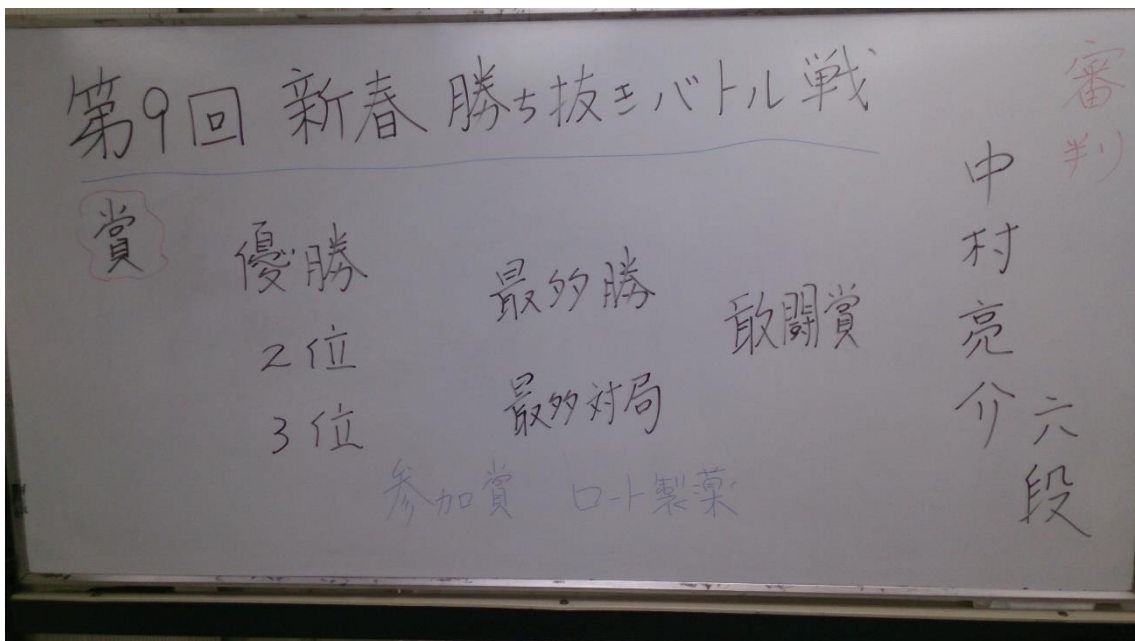 第9回 新春 勝ち抜きバトル戦
審判
中村亮介 六段
賞
優勝
2位
3位
最多勝
最多対局
敢闘賞
参加賞 ロート製薬